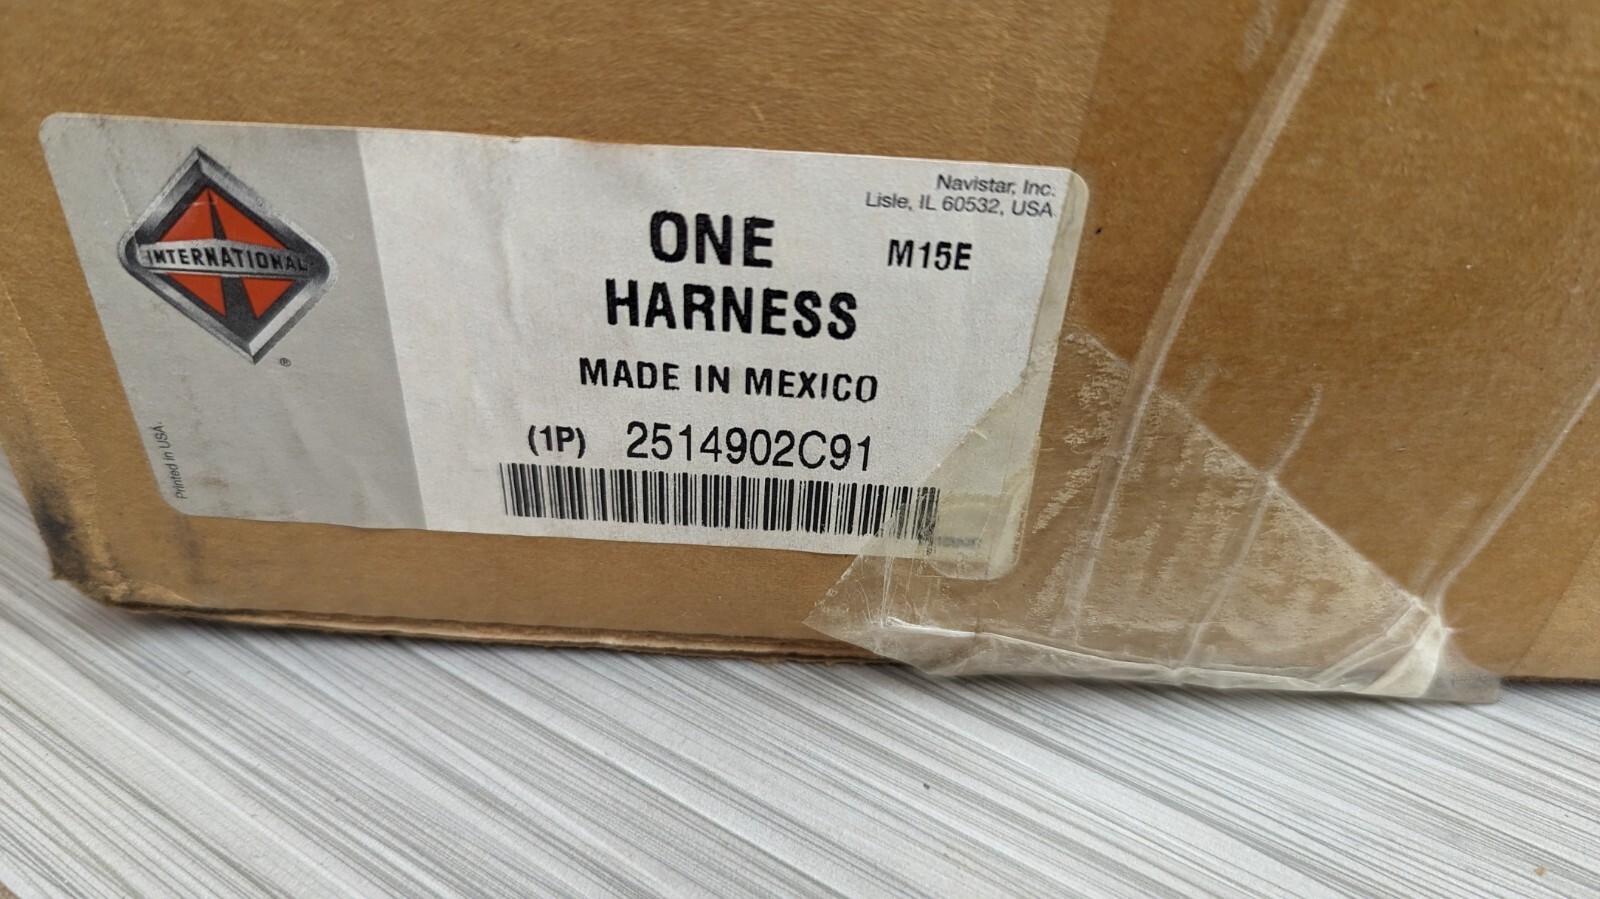 INTERNATIONAL
®
Printed in USA.
Navistar, Inc.
Lisle, IL 60532, USA
ONE
M15E
HARNESS
MADE IN MEXICO
(1P) 2514902C91